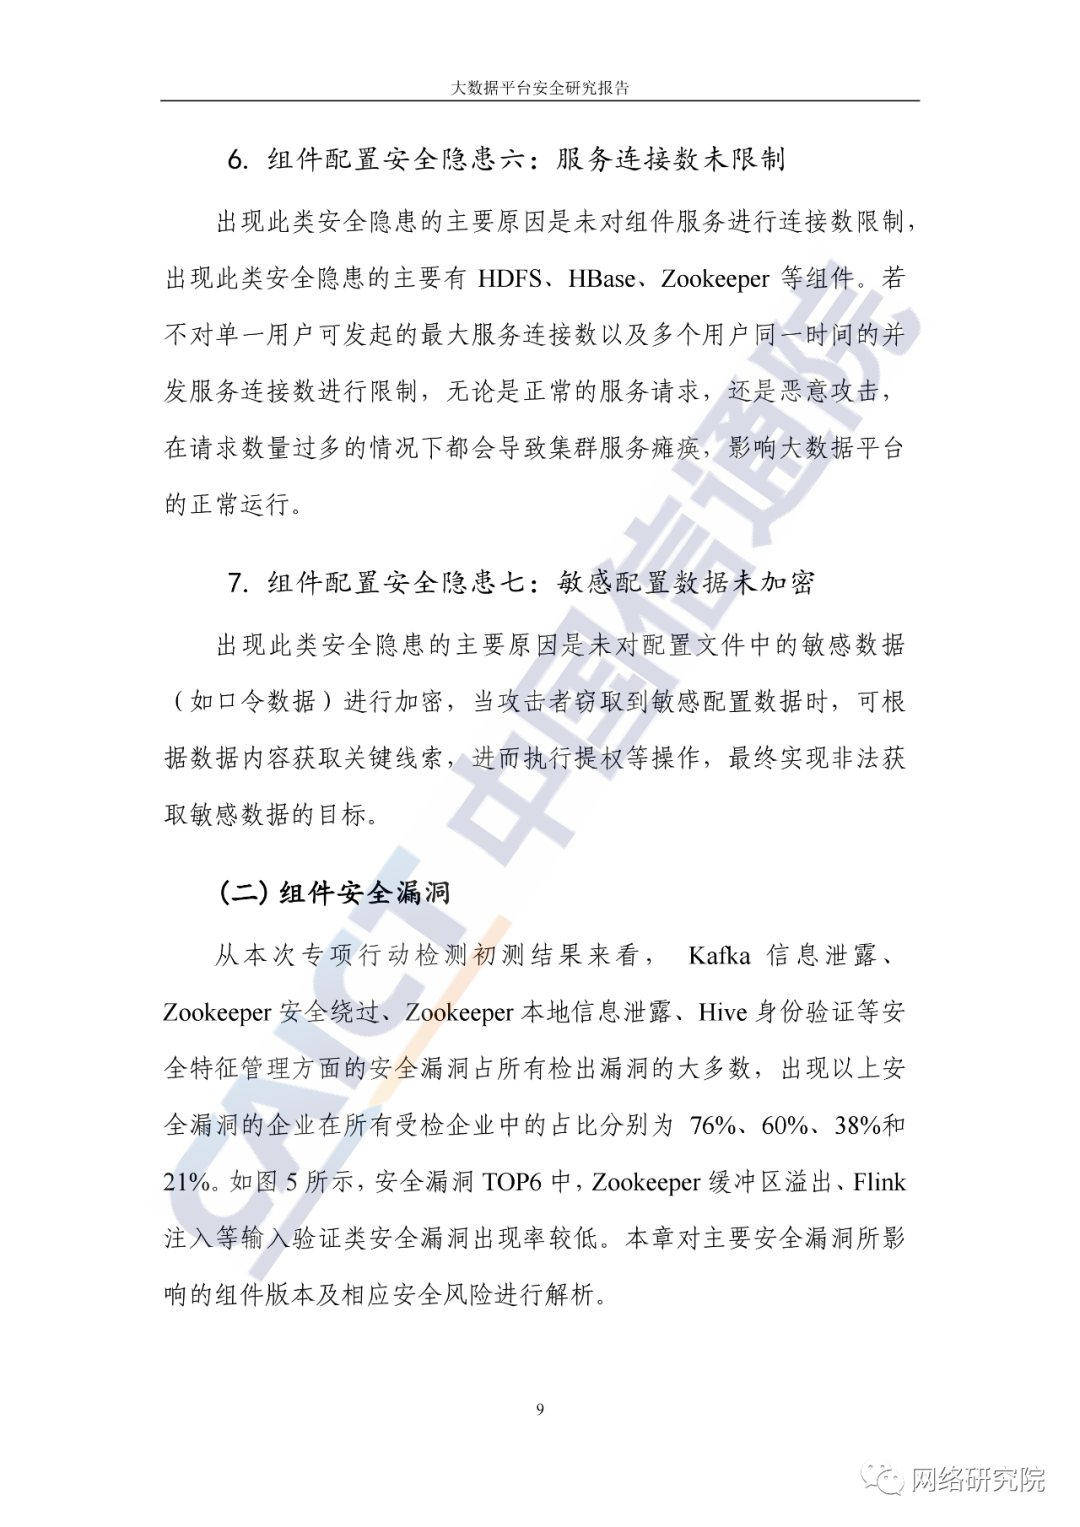 大数据平台安全研究报告
6. 组件配置安全隐患六：服务连接数未限制
出现此类安全隐患的主要原因是未对组件服务进行连接数限制，
出现此类安全隐患的主要有 HDFS、HBase、Zookeeper 等组件。若
不对单一用户可发起的最大服务连接数以及多个用户同一时间的并
发服务连接数进行限制，无论是正常的服务请求，还是恶意攻击，
在请求数量过多的情况下都会导致集群服务瘫痪，影响大数据平台
的正常运行。
7. 组件配置安全隐患七：敏感配置数据未加密
出现此类安全隐患的主要原因是未对配置文件中的敏感数据
（如口令数据）进行加密，当攻击者窃取到敏感配置数据时，可根
据数据内容获取关键线索，进而执行提权等操作，最终实现非法获
取敏感数据的目标。
(二) 组件安全漏洞
从本次专项行动检测初测结果来看， Kafka 信息泄露、
Zookeeper 安全绕过、Zookeeper 本地信息泄露、Hive 身份验证等安
全特征管理方面的安全漏洞占所有检出漏洞的大多数，出现以上安
全漏洞的企业在所有受检企业中的占比分别为 76%、60%、38%和
21%。如图 5 所示，安全漏洞 TOP6 中，Zookeeper 缓冲区溢出、Flink
注入等输入验证类安全漏洞出现率较低。本章对主要安全漏洞所影
响的组件版本及相应安全风险进行解析。
9
CAICT 中国信通院
网络研究院